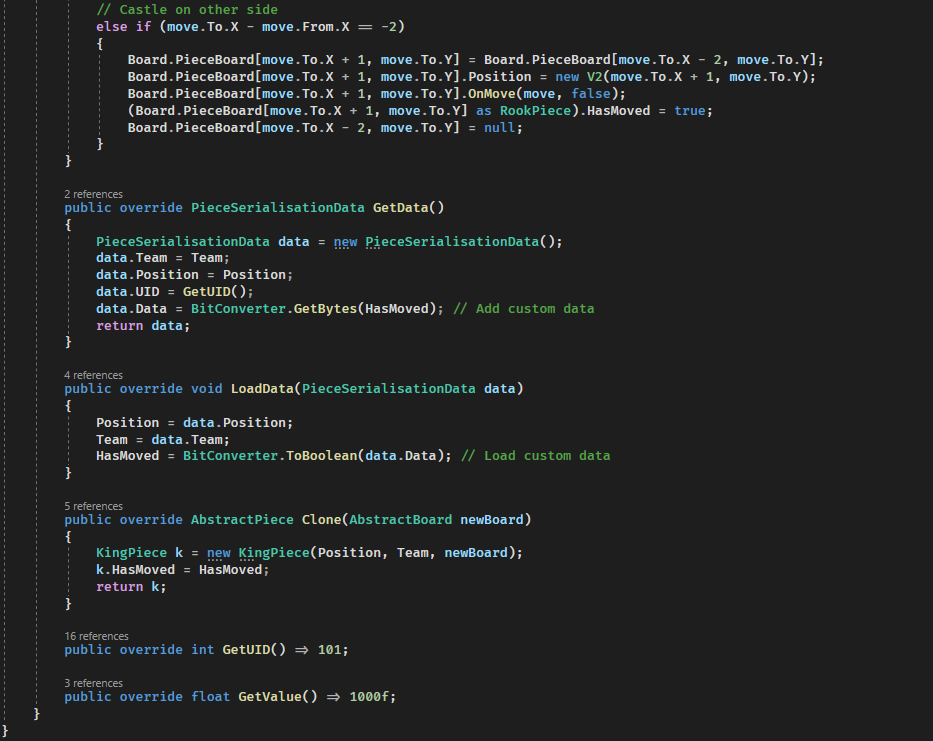 // Castle on other side
else if (move.To.X - move.From.X == -2)
{
Board.PieceBoard[move.To.X + 1, move.To.Y] = Board.PieceBoard[move.To.X - 2, move.To.Y];
Board.PieceBoard[move.To.X + 1, move.To.Y].Position = new V2(move.To.X + 1, move.To.Y);
Board.PieceBoard[move.To.X + 1, move.To.Y].OnMove(move, false);
(Board.PieceBoard[move.To.X + 1, move.To.Y] as RookPiece).HasMoved = true;
Board.PieceBoard[move.To.X - 2, move.To.Y] = null;
}
}
2 references
public override PieceSerialisationData GetData()
{
PieceSerialisationData data = new PieceSerialisationData();
data.Team = Team;
data.Position = Position;
data.UID = GetUID();
data.Data = BitConverter.GetBytes(HasMoved); // Add custom data
return data;
}
4 references
public override void LoadData(PieceSerialisationData data)
{
Position = data.Position;
Team = data.Team;
HasMoved = BitConverter.ToBoolean(data.Data); // Load custom data
}
5 references
public override AbstractPiece Clone(AbstractBoard newBoard)
{
KingPiece k = new KingPiece(Position, Team, newBoard);
k.HasMoved = HasMoved;
return k;
}
16 references
public override int GetUID() => 101;
3 references
public override float GetValue() => 1000f;
}
}